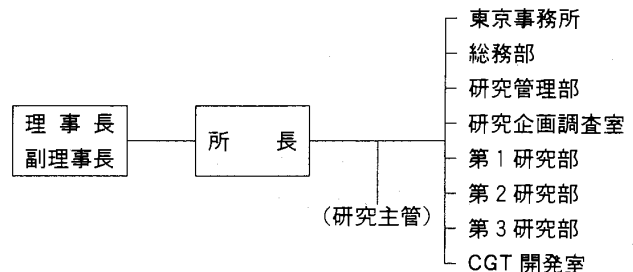 理事長
副理事長
所長
(研究主管)
東京事務所
総務部
研究管理部
研究企画調査室
第1研究部
第2研究部
第3研究部
CGT開発室